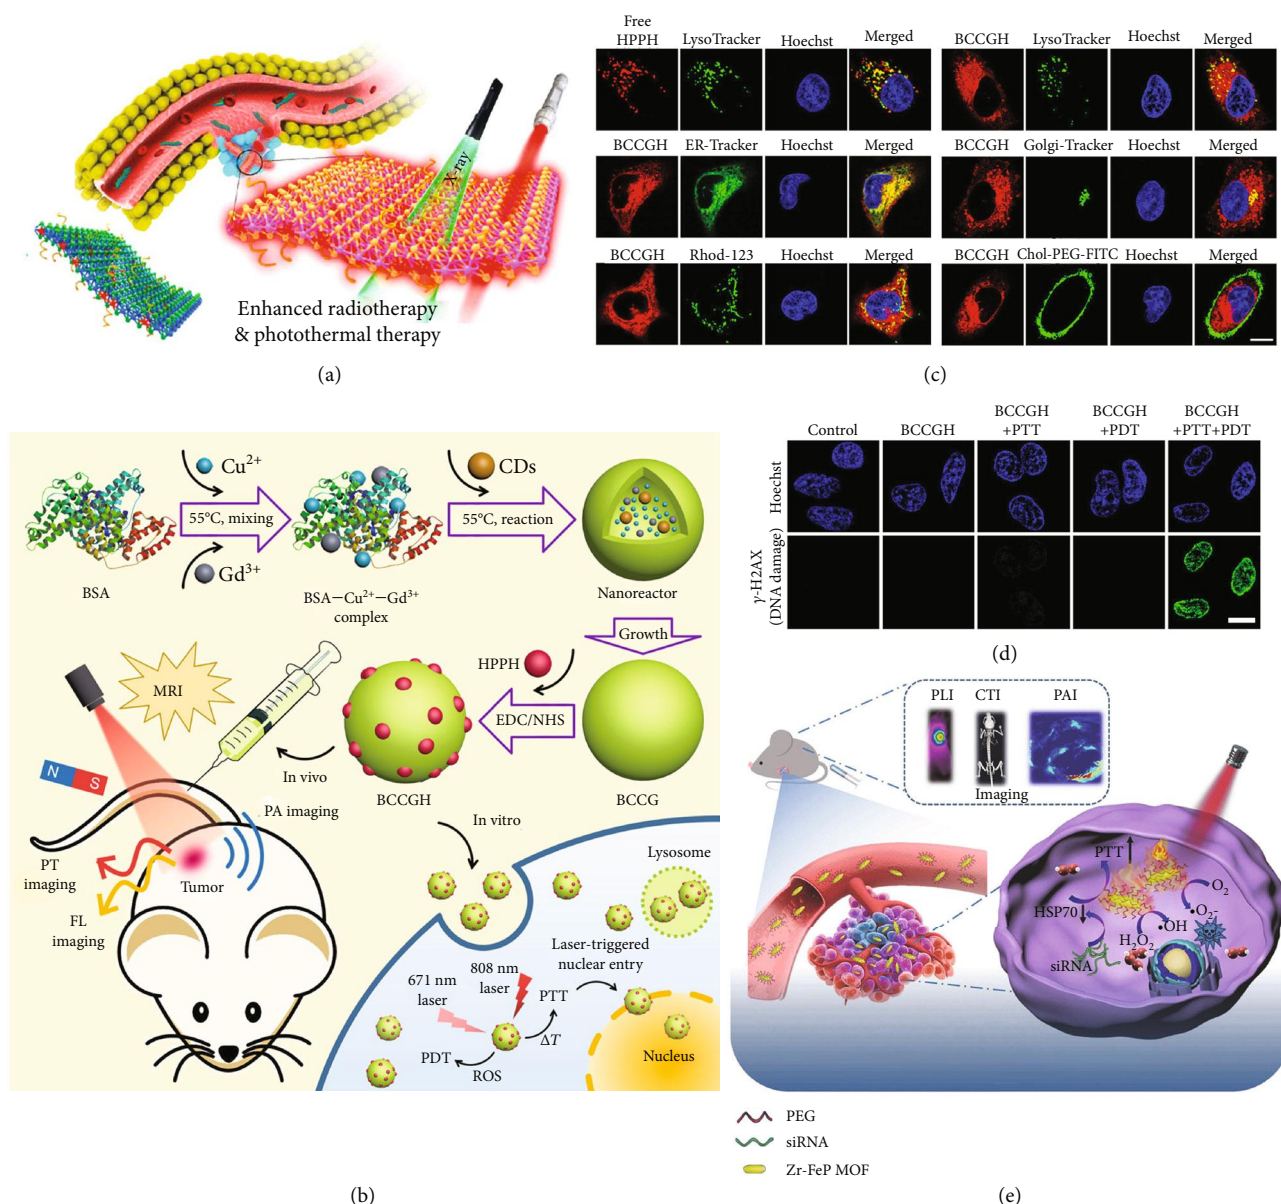 X-ray
Enhanced radiotherapy
& photothermal therapy
(a)
Free
HPPH
LysoTracker
Hoechst
Merged
BCCGH
LysoTracker
Hoechst
Merged
BCCGH
ER-Tracker
Hoechst
Merged
BCCGH
Golgi-Tracker
Hoechst
Merged
BCCGH
Rhod-123
Hoechst
Merged
BCCGH
Chol-PEG-FITC
Hoechst
Merged
(c)
Cu²⁺
55°C, mixing
Gd³⁺
BSA
BSA−Cu²⁺−Gd³⁺
complex
CDs
55°C, reaction
Nanoreactor
Growth
HPPH
EDC/NHS
BCCG
BCCGH
MRI
In vivo
N
S
PA imaging
PT
imaging
FL
imaging
Tumor
In vitro
Lysosome
Laser-triggered
nuclear entry
808 nm
laser
671 nm
laser
PTT
ΔT
PDT
ROS
Nucleus
(b)
Control
BCCGH
BCCGH
+PTT
BCCGH
+PDT
BCCGH
+PTT+PDT
Hoechst
γ-H2AX
(DNA damage)
(d)
PLI
CTI
PAI
Imaging
PTT
O₂
HSP70
•O₂⁻
•OH
H₂O₂
siRNA
PEG
siRNA
Zr-FeP MOF
(e)